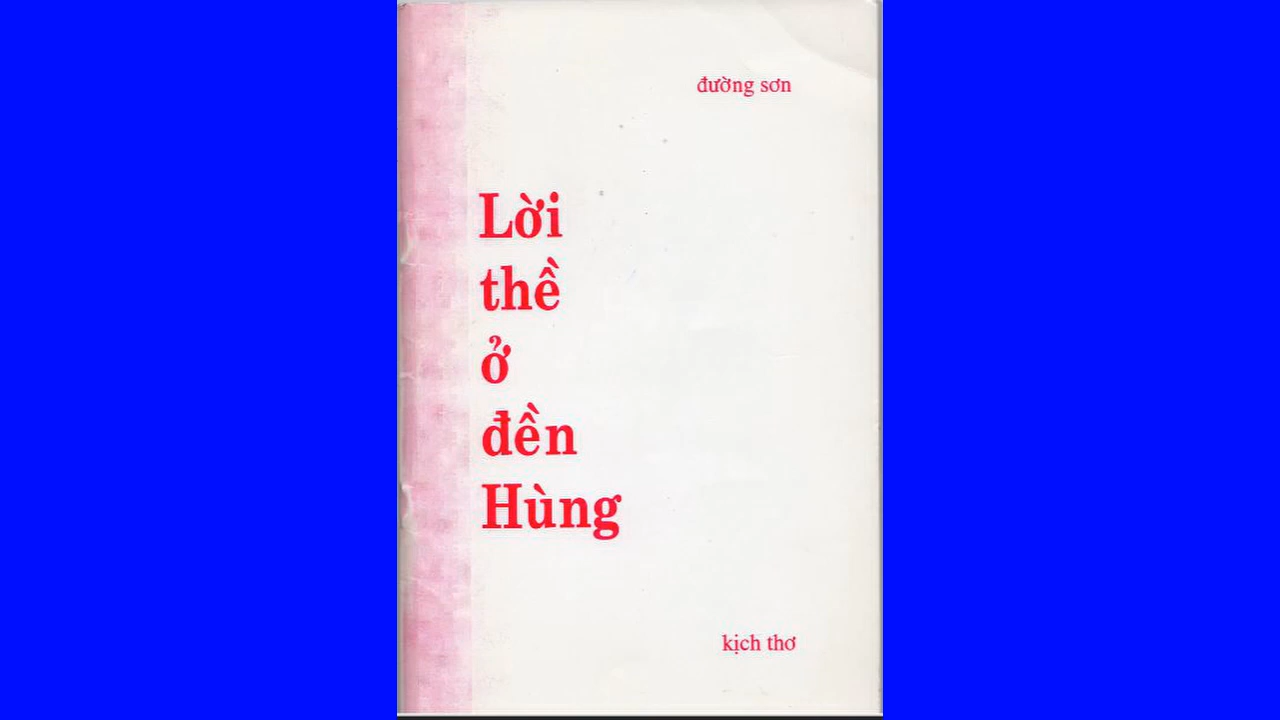 đường sơn
Lời
thề
ở
đền
Hùng
kịch thơ